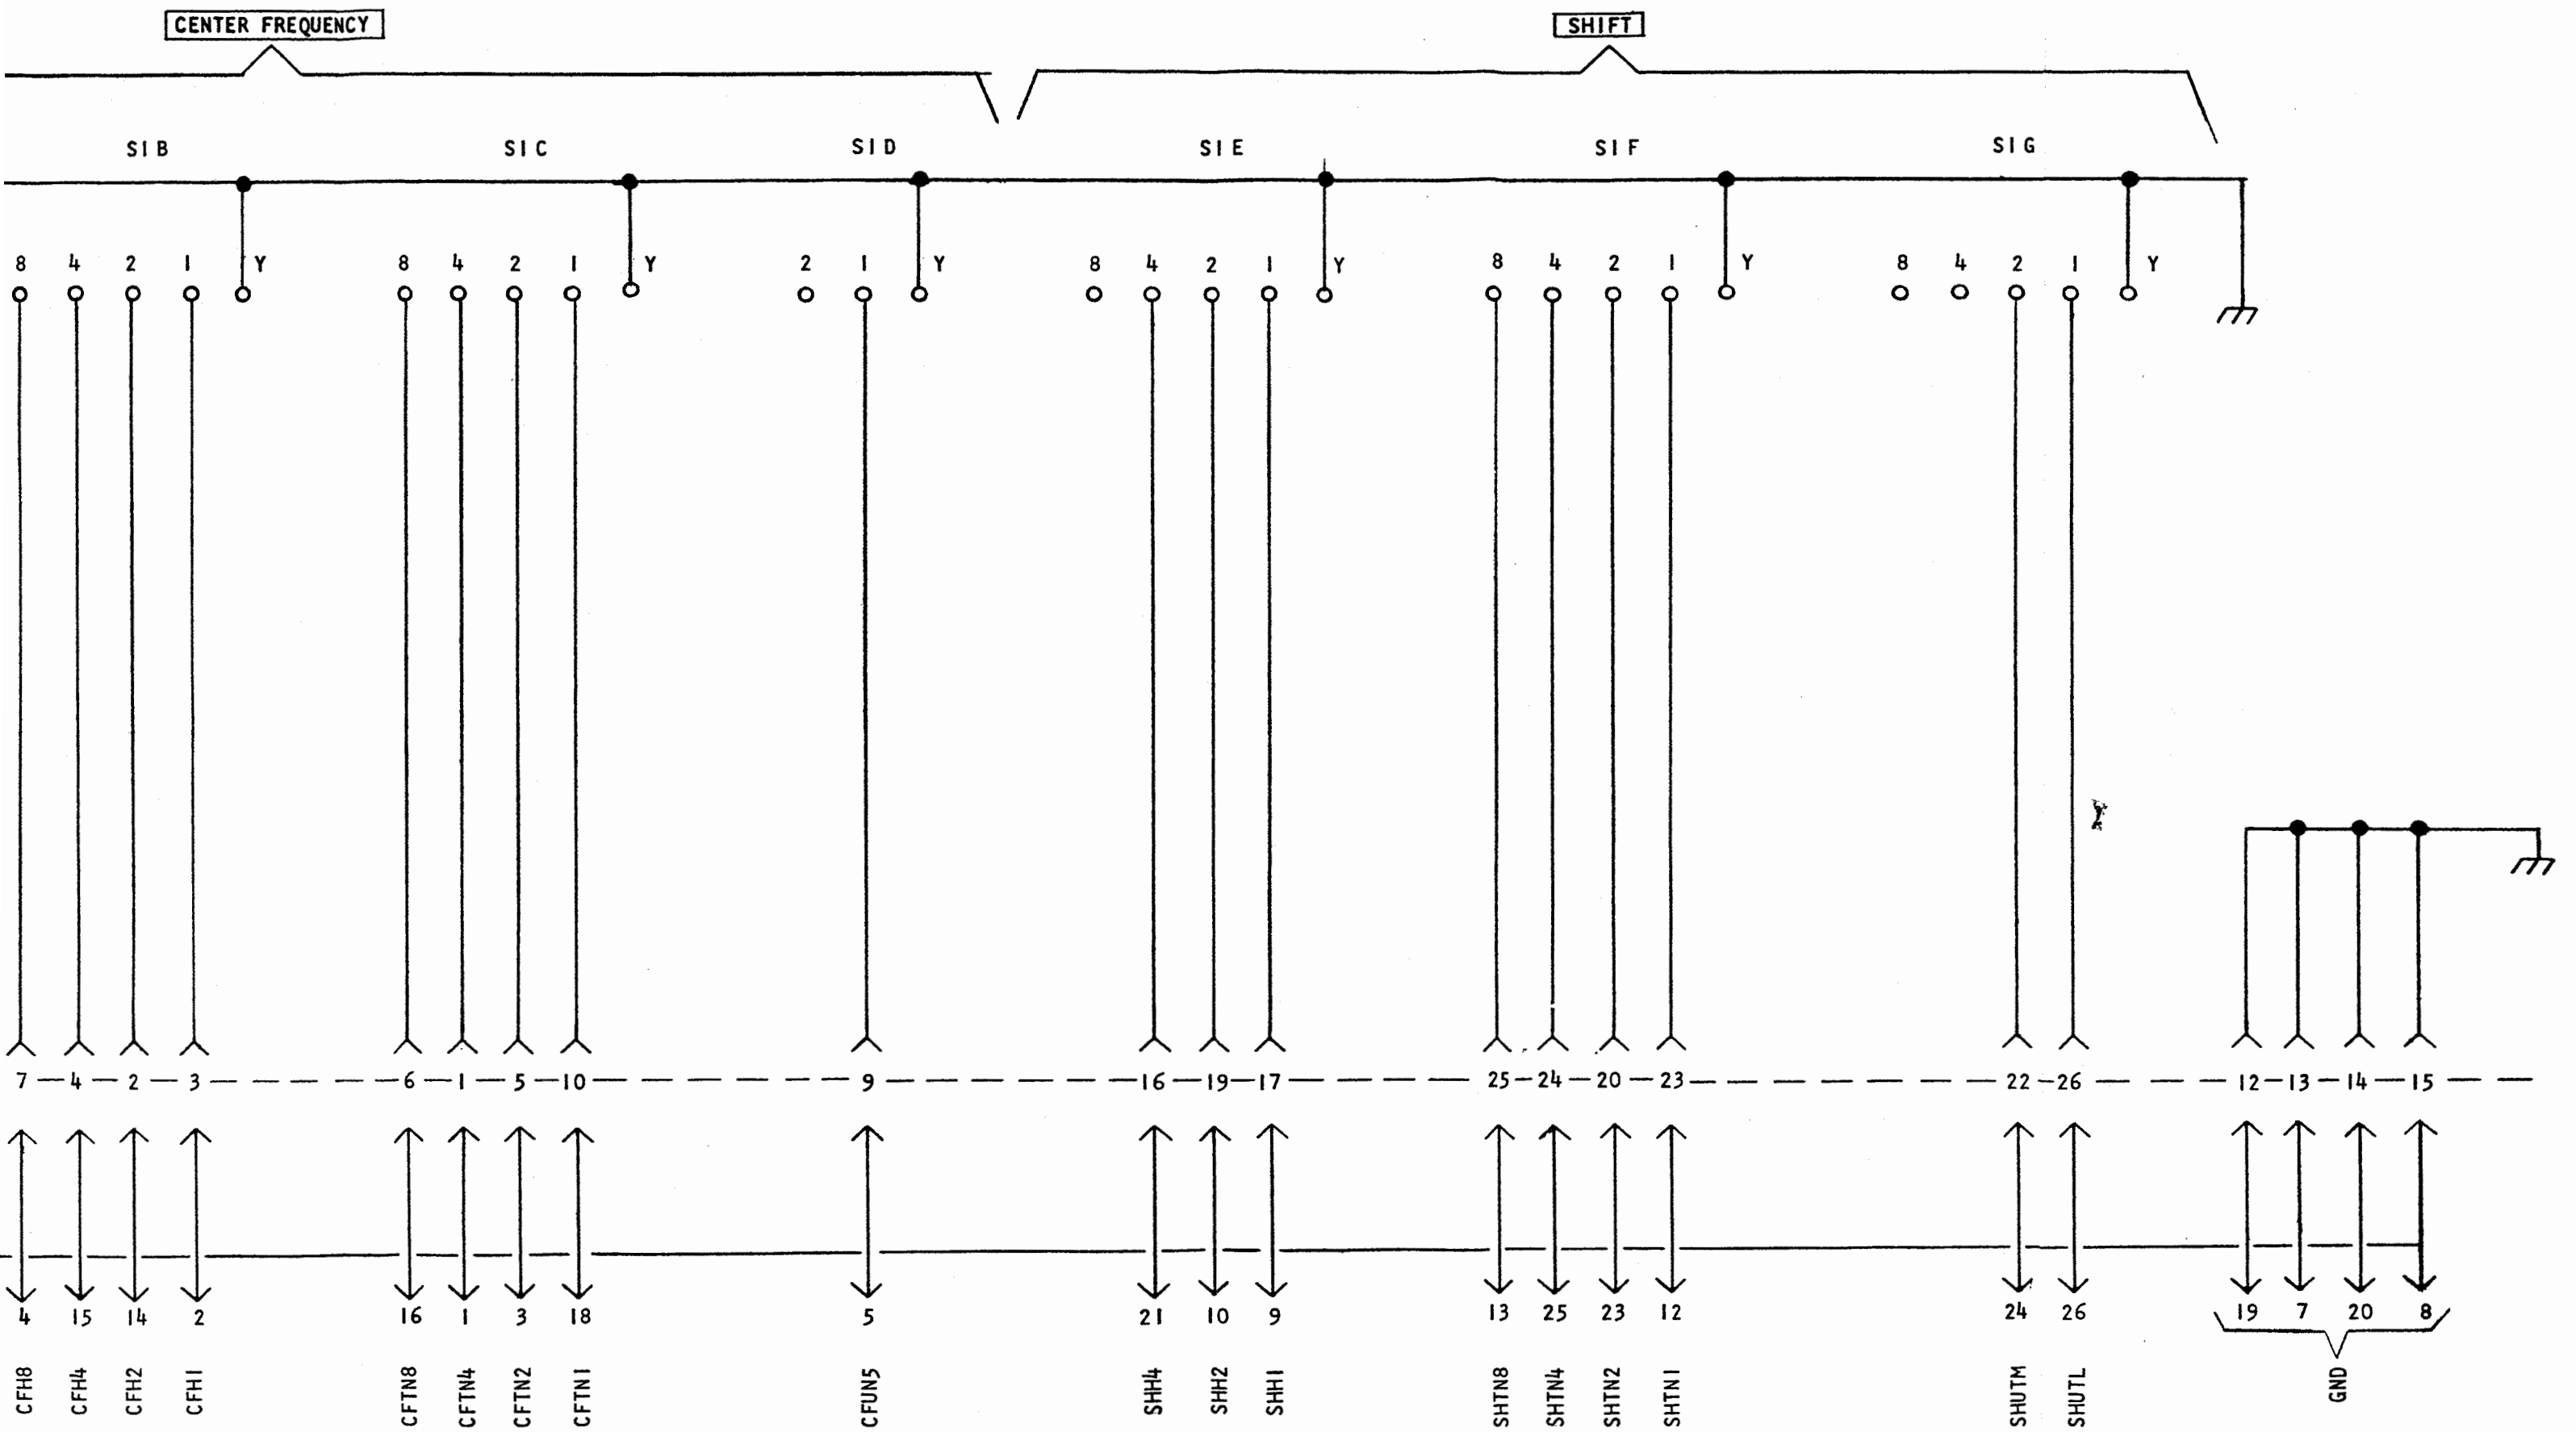 CENTER FREQUENCY SHIFT
S1B S1C S1D S1E S1F S1G
8 4 2 1 Y 8 4 2 1 Y 2 1 Y 8 4 2 1 Y 8 4 2 1 Y 8 4 2 1 Y
7 — 4 — 2 — 3 — — — — 6 — 1 — 5 — 10 — — — — — 9 — — — — — 16 — 19 — 17 — — — — 25 — 24 — 20 — 23 — — — — — 22 — 26 — — — 12 — 13 — 14 — 15 — — —
4 15 14 2 16 1 3 18 5 21 10 9 13 25 23 12 24 26 19 7 20 8
CFH8 CFH4 CFH2 CFH1 CFTN8 CFTN4 CFTN2 CFTN1 CFUN5 SHH4 SHH2 SHH1 SHTN8 SHTN4 SHTN2 SHTN1 SHUTM SHUTL GND